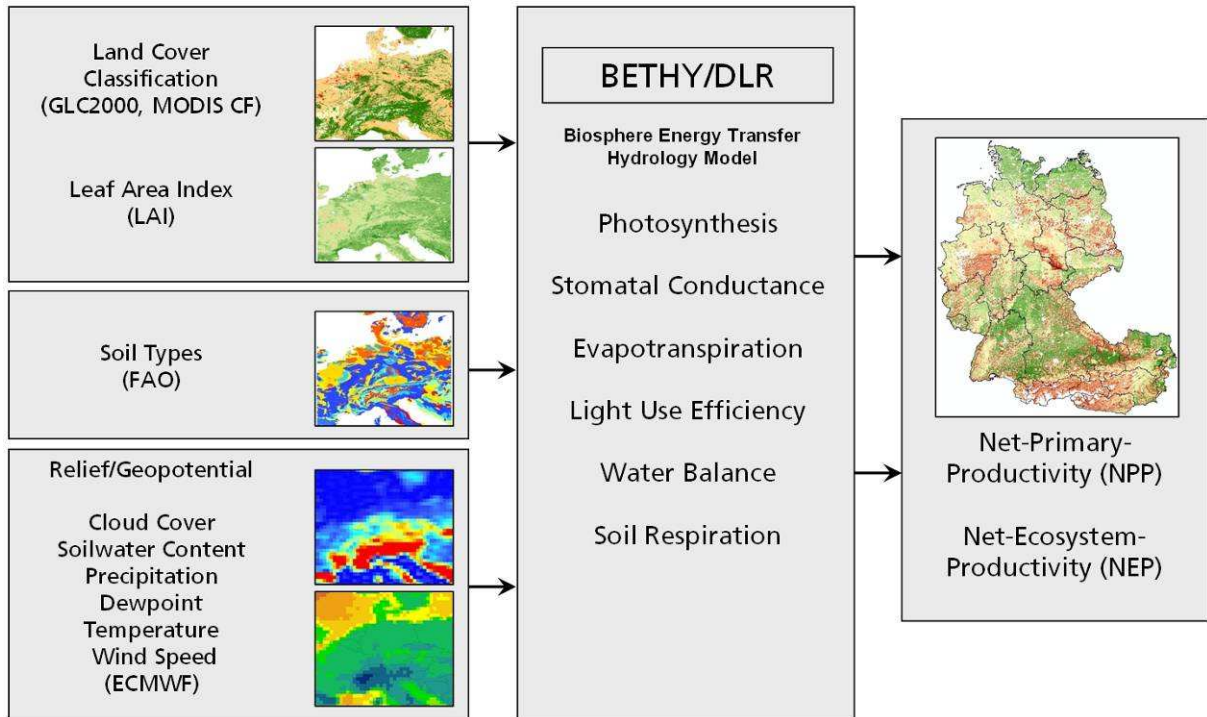 Land Cover
Classification
(GLC2000, MODIS CF)
Leaf Area Index
(LAI)
Soil Types
(FAO)
Relief/Geopotential
Cloud Cover
Soilwater Content
Precipitation
Dewpoint
Temperature
Wind Speed
(ECMWF)
BETHY/DLR
Biosphere Energy Transfer
Hydrology Model
Photosynthesis
Stomatal Conductance
Evapotranspiration
Light Use Efficiency
Water Balance
Soil Respiration
Net-Primary-
Productivity (NPP)
Net-Ecosystem-
Productivity (NEP)